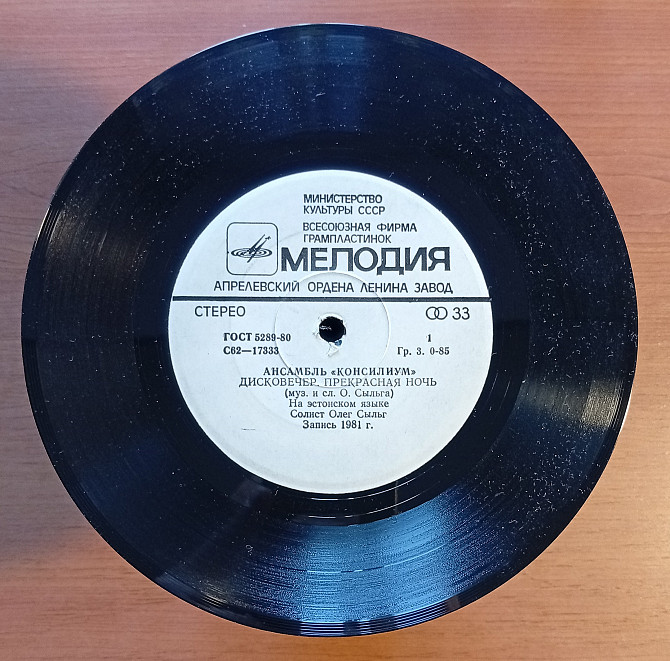 МИНИСТЕРСТВО
КУЛЬТУРЫ СССР
ВСЕСОЮЗНАЯ ФИРМА
ГРАМПЛАСТИНОК
МЕЛОДИЯ
АПРЕЛЕВСКИЙ ОРДЕНА ЛЕНИНА ЗАВОД
СТЕРЕО 33
ГОСТ 5289-80 1
С62—17333 Гр. 3. 0-85
АНСАМБЛЬ «КОНСИЛИУМ»
ДИСКОВЕЧЕР, ПРЕКРАСНАЯ НОЧЬ
(муз. и сл. О. Сыльга)
На эстонском языке
Солист Олег Сыльг
Запись 1981 г.